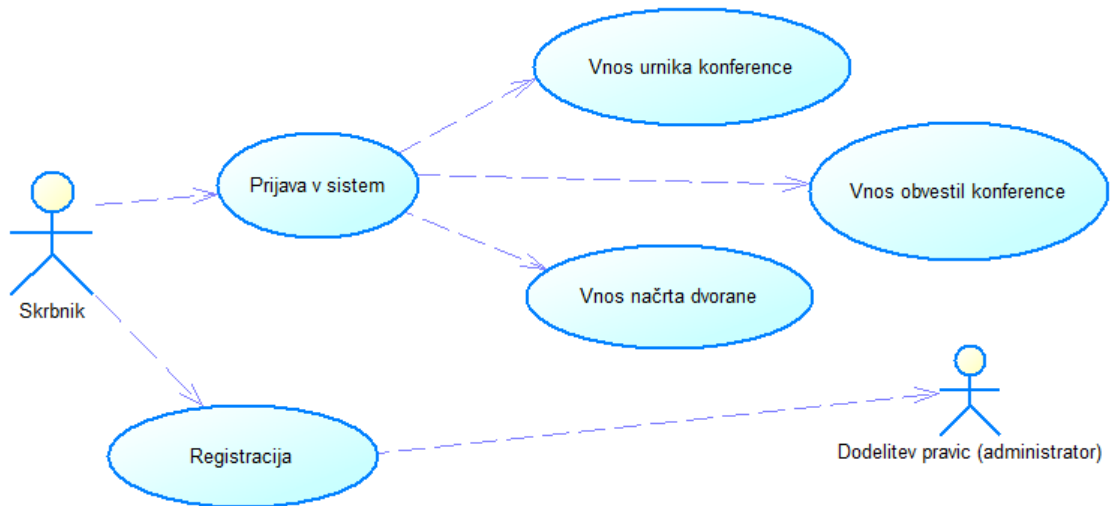 Vnos urnika konference
Prijava v sistem
Vnos obvestil konference
Vnos načrta dvorane
Skrbnik
Registracija
Dodelitev pravic (administrator)